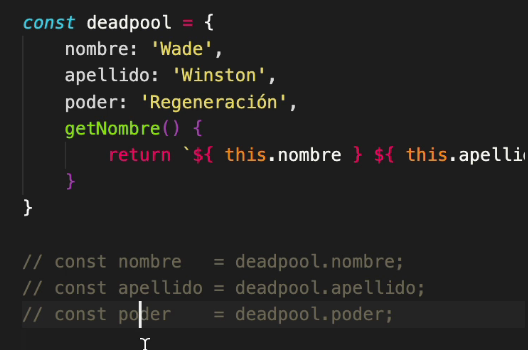 const deadpool = {
nombre: 'Wade',
apellido: 'Winston',
poder: 'Regeneración',
getNombre() {
return `${ this.nombre } ${ this.apelli
}
}
// const nombre   = deadpool.nombre;
// const apellido = deadpool.apellido;
// const poder    = deadpool.poder;